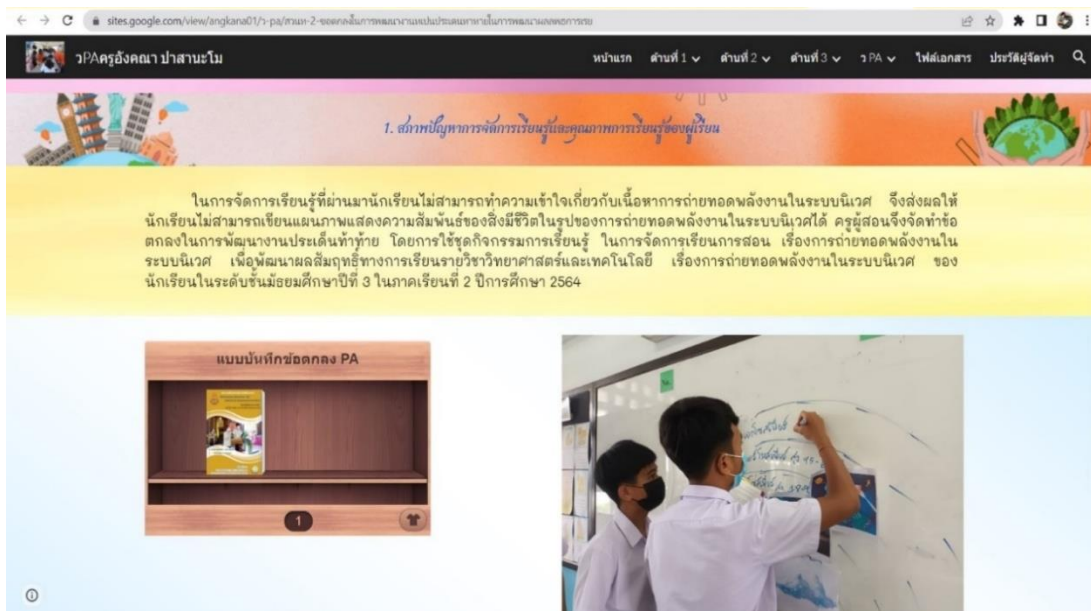 sites.google.com/view/angkana01/ว-pa/
วPAครูอังคณา ปาสานะโม
หน้าแรก ด้านที่ 1 ด้านที่ 2 ด้านที่ 3 ว PA ไฟล์เอกสาร ประวัติผู้จัดทำ
1. สภาพปัญหาการจัดการเรียนรู้และคุณภาพการเรียนรู้ของผู้เรียน
ในการจัดการเรียนรู้ที่ผ่านมานักเรียนไม่สามารถทำความเข้าใจเกี่ยวกับเนื้อหาการถ่ายทอดพลังงานในระบบนิเวศ จึงส่งผลให้
นักเรียนไม่สามารถเขียนแผนภาพแสดงความสัมพันธ์ของสิ่งมีชีวิตในรูปของการถ่ายทอดพลังงานในระบบนิเวศได้ ครูผู้สอนจึงจัดทำข้อ
ตกลงในการพัฒนางานประเด็นท้าทาย โดยการใช้ชุดกิจกรรมการเรียนรู้ ในการจัดการเรียนการสอน เรื่องการถ่ายทอดพลังงานใน
ระบบนิเวศ เพื่อพัฒนาผลสัมฤทธิ์ทางการเรียนรายวิชาวิทยาศาสตร์และเทคโนโลยี เรื่องการถ่ายทอดพลังงานในระบบนิเวศ ของ
นักเรียนในระดับชั้นมัธยมศึกษาปีที่ 3 ในภาคเรียนที่ 2 ปีการศึกษา 2564
แบบบันทึกข้อตกลง PA
1